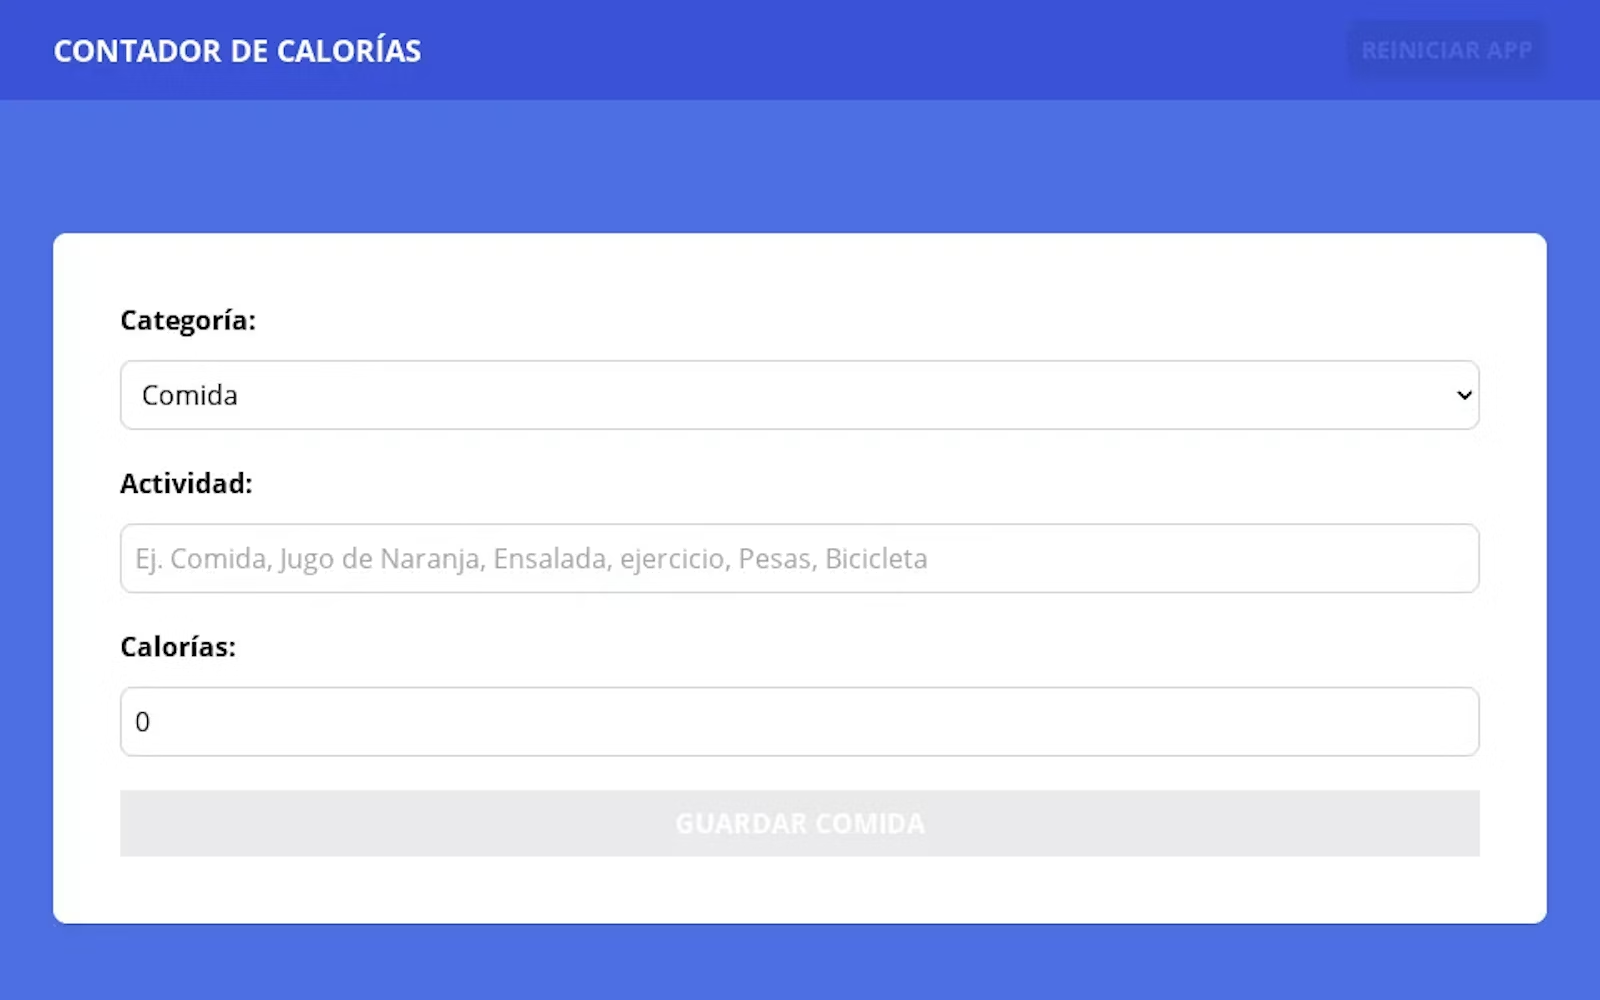 CONTADOR DE CALORÍAS
REINICIAR APP
Categoría:
Comida
Actividad:
Ej. Comida, Jugo de Naranja, Ensalada, ejercicio, Pesas, Bicicleta
Calorías:
0
GUARDAR COMIDA